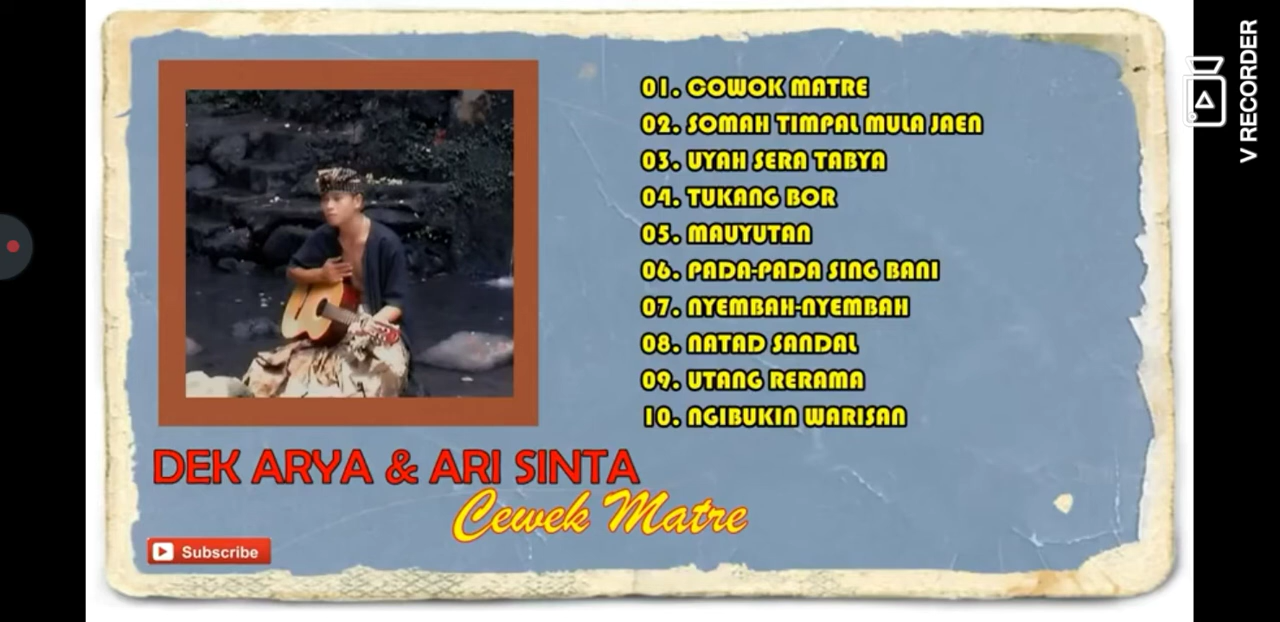 01. COWOK MATRE
02. SOMAH TIMPAL MULA JAEN
03. UYAH SERA TABYA
04. TUKANG BOR
05. MAUYUTAN
06. PADA-PADA SING BANI
07. NYEMBAH-NYEMBAH
08. NATAD SANDAL
09. UTANG RERAMA
10. NGIBUKIN WARISAN
DEK ARYA & ARI SINTA
Cewek Matre
Subscribe
V RECORDER